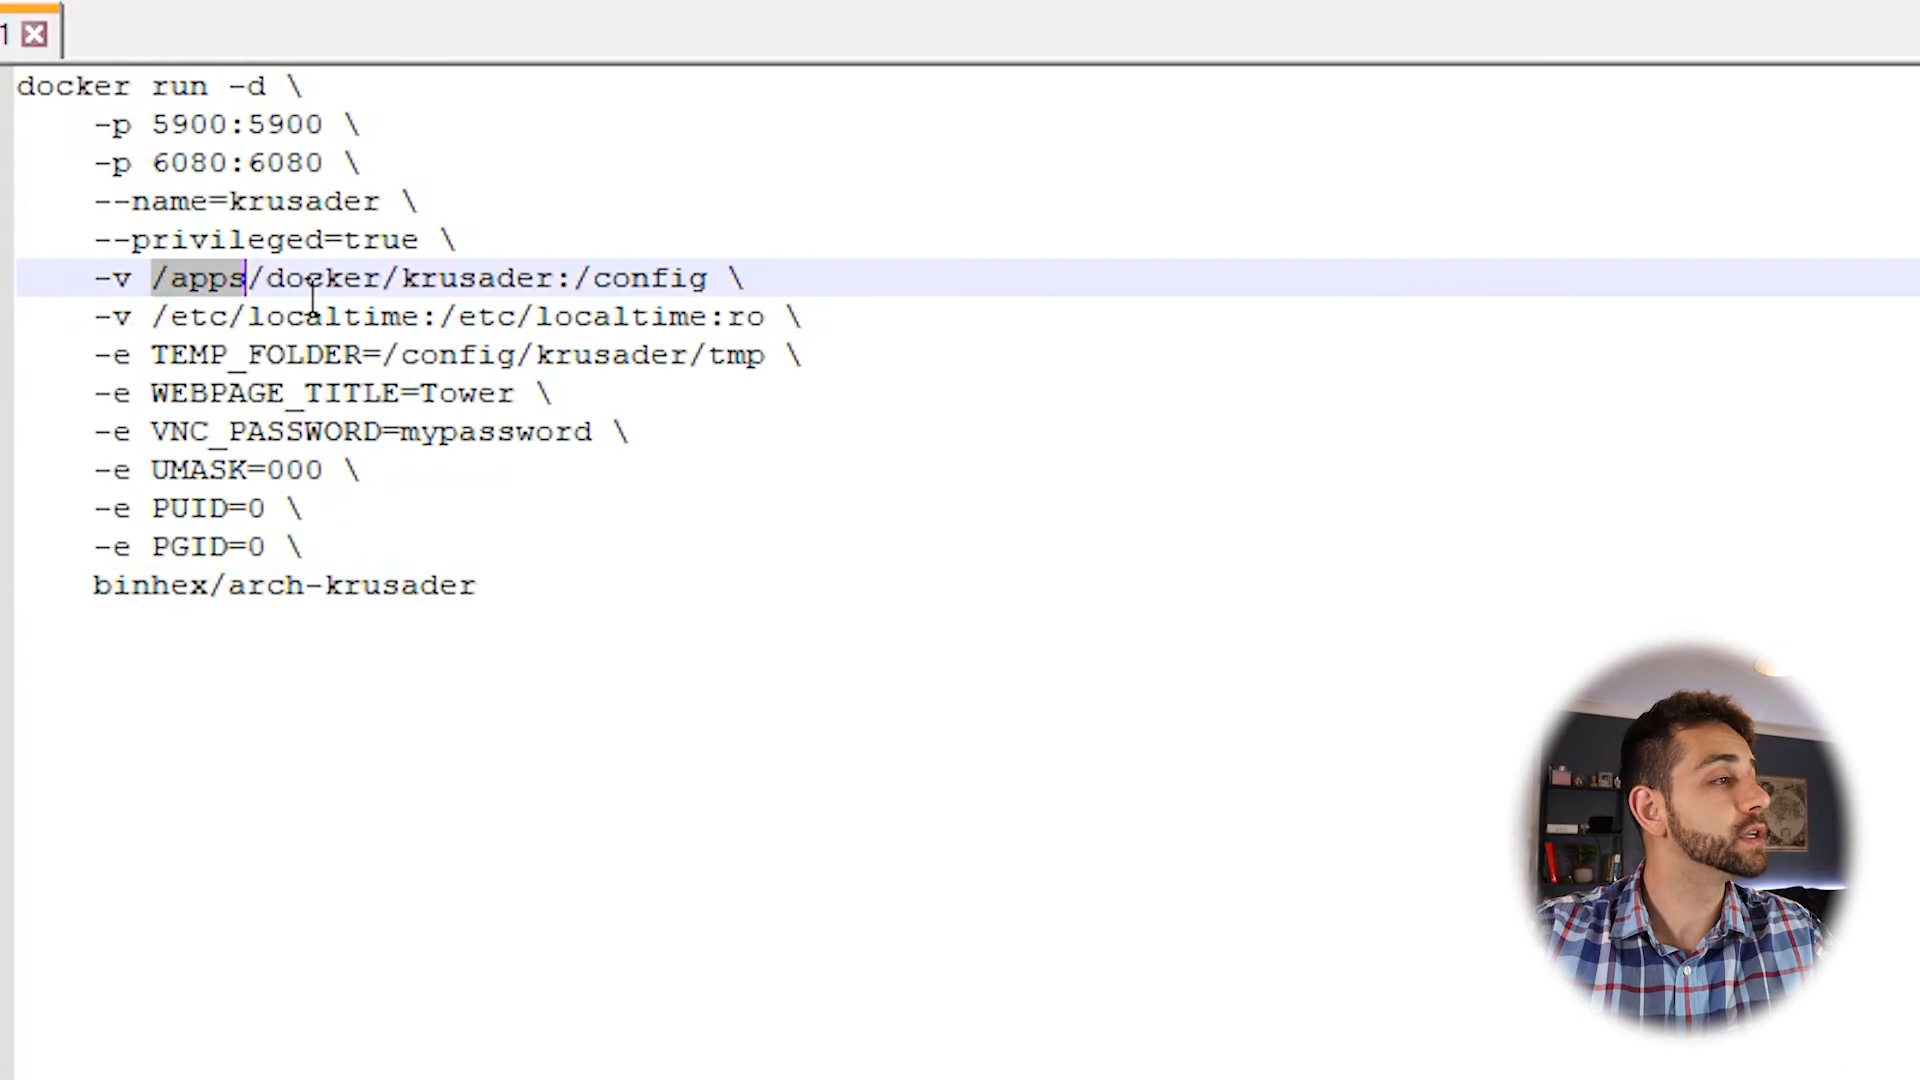 1
docker run -d \
-p 5900:5900 \
-p 6080:6080 \
--name=krusader \
--privileged=true \
-v /apps/docker/krusader:/config \
-v /etc/localtime:/etc/localtime:ro \
-e TEMP_FOLDER=/config/krusader/tmp \
-e WEBPAGE_TITLE=Tower \
-e VNC_PASSWORD=mypassword \
-e UMASK=000 \
-e PUID=0 \
-e PGID=0 \
binhex/arch-krusader